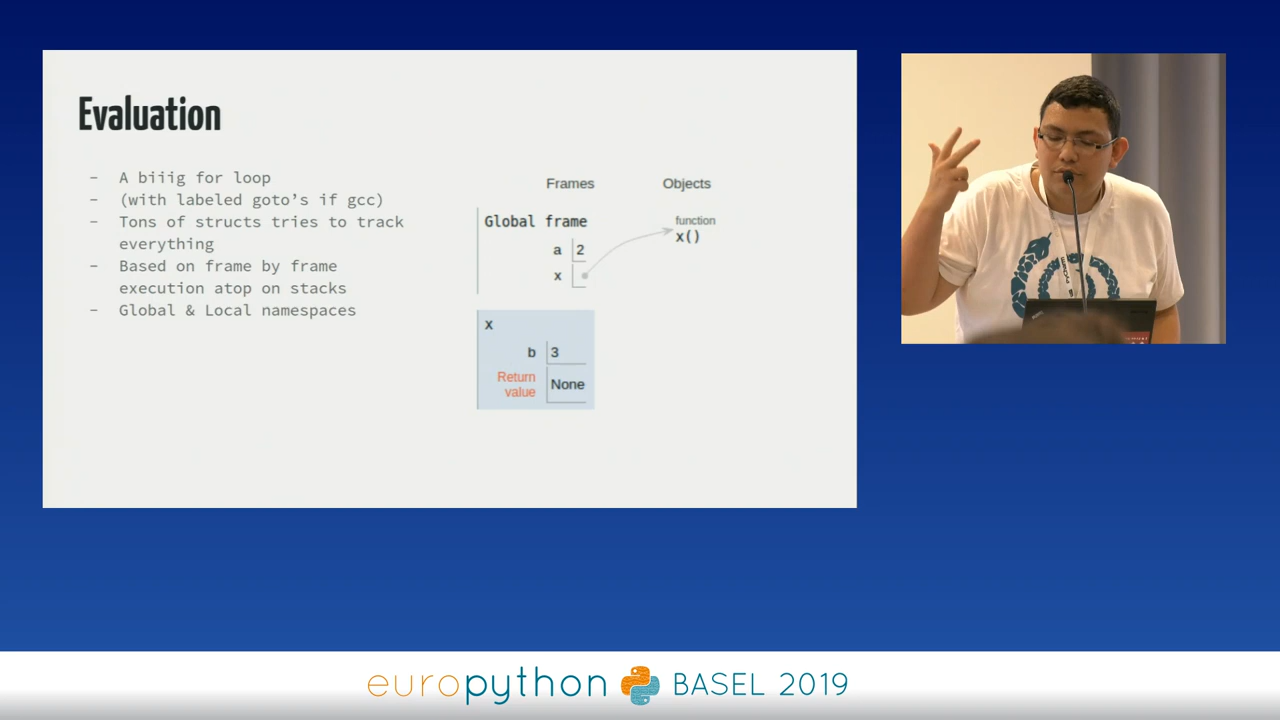 Evaluation
- A biiig for loop
- (with labeled goto's if gcc)
- Tons of structs tries to track
everything
- Based on frame by frame
execution atop on stacks
- Global & Local namespaces
Frames
Objects
Global frame
a 2
x
function
x()
x
b 3
Return
value
None
europython BASEL 2019